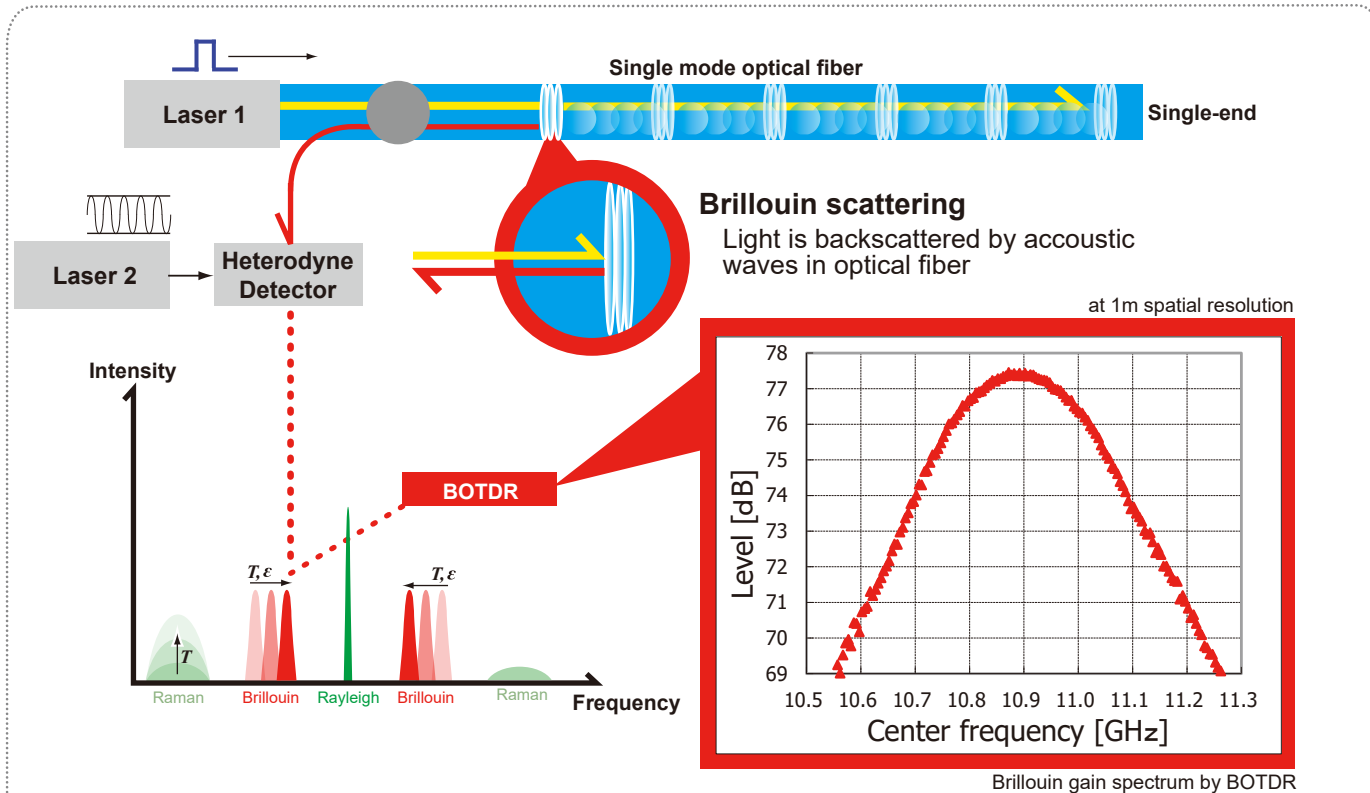 Single mode optical fiber
Laser 1
Single-end
Brillouin scattering
Light is backscattered by accoustic
waves in optical fiber
Laser 2
Heterodyne
Detector
at 1m spatial resolution
Intensity
BOTDR
T, ε
T, ε
T
Raman
Brillouin
Rayleigh
Brillouin
Raman
Frequency
Level [dB]
78
77
76
75
74
73
72
71
70
69
10.5 10.6 10.7 10.8 10.9 11.0 11.1 11.2 11.3
Center frequency [GHz]
Brillouin gain spectrum by BOTDR